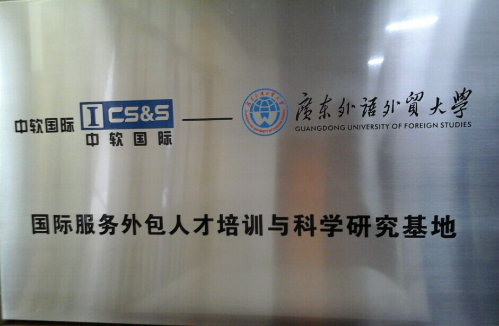 中软国际 I CS&S —— 廣东外语外贸大学
中软国际 GUANGDONG UNIVERSITY OF FOREIGN STUDIES
国际服务外包人才培训与科学研究基地